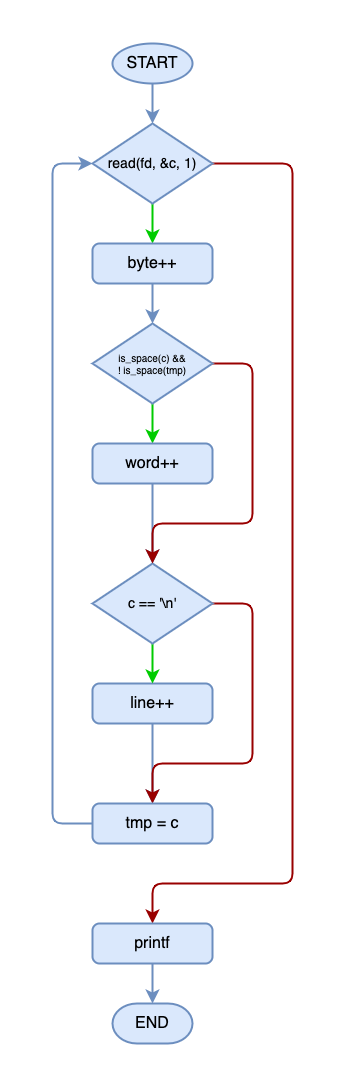 START
read(fd, &c, 1)
byte++
is_space(c) &&
! is_space(tmp)
word++
c == '\n'
line++
tmp = c
printf
END